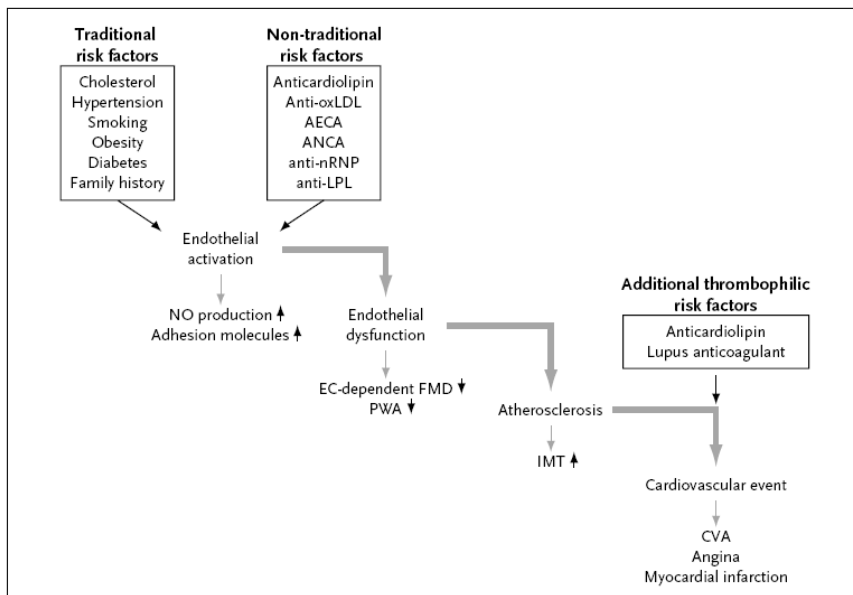 Traditional
risk factors
Cholesterol
Hypertension
Smoking
Obesity
Diabetes
Family history
Non-traditional
risk factors
Anticardiolipin
Anti-oxLDL
AECA
ANCA
anti-nRNP
anti-LPL
Endothelial
activation
NO production
Adhesion molecules
Endothelial
dysfunction
EC-dependent FMD
PWA
Additional thrombophilic
risk factors
Anticardiolipin
Lupus anticoagulant
Atherosclerosis
IMT
Cardiovascular event
CVA
Angina
Myocardial infarction